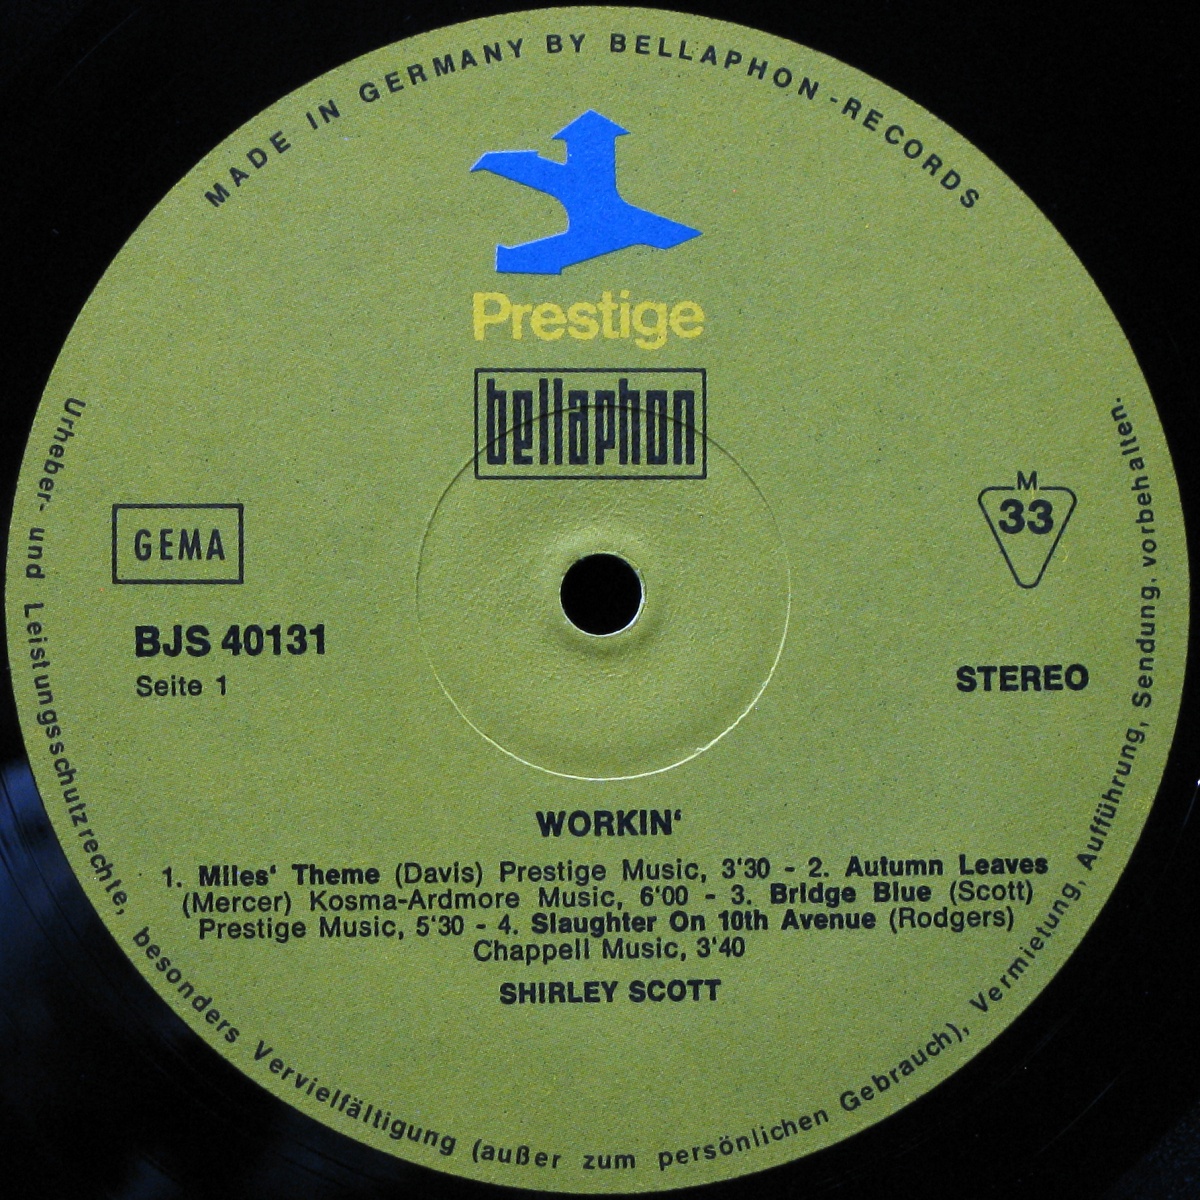 MADE IN GERMANY BY BELLAPHON-RECORDS
Prestige
bellaphon
GEMA
M
33
BJS 40131
Seite 1
STEREO
WORKIN‘
1. Miles‘ Theme (Davis) Prestige Music, 3‘30 - 2. Autumn Leaves
(Mercer) Kosma-Ardmore Music, 6‘00 - 3. Bridge Blue (Scott)
Prestige Music, 5‘30 - 4. Slaughter On 10th Avenue (Rodgers)
Chappell Music, 3‘40
SHIRLEY SCOTT
Urheber- und Leistungsschutzrechte, besonders Vervielfältigung (außer zum persönlichen Gebrauch), Vermietung, Aufführung, Sendung, vorbehalten.